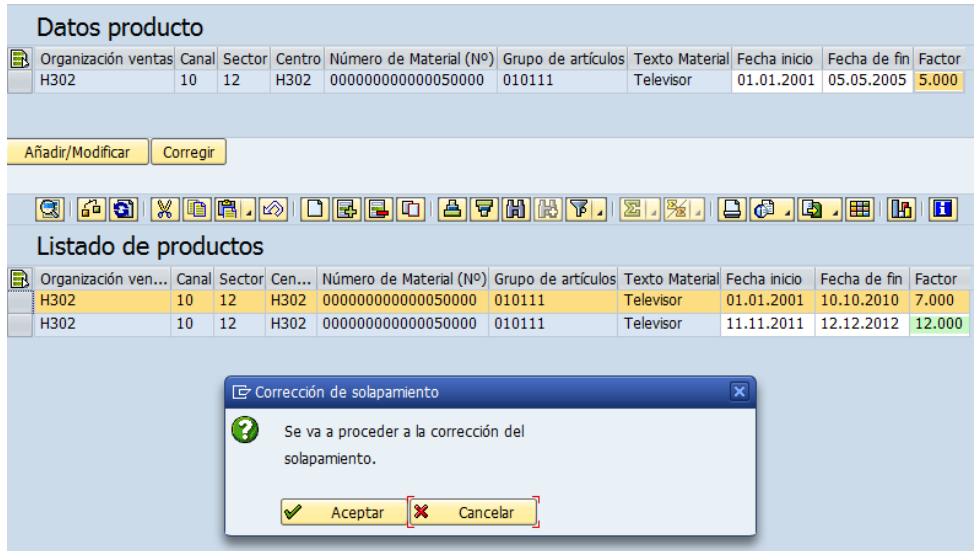 Datos producto
Organización ventas Canal Sector Centro Número de Material (Nº) Grupo de artículos Texto Material Fecha inicio Fecha de fin Factor
H302 10 12 H302 000000000000050000 010111 Televisor 01.01.2001 05.05.2005 5.000
Añadir/Modificar Corregir
Listado de productos
Organización ven... Canal Sector Cen... Número de Material (Nº) Grupo de artículos Texto Material Fecha inicio Fecha de fin Factor
H302 10 12 H302 000000000000050000 010111 Televisor 01.01.2001 10.10.2010 7.000
H302 10 12 H302 000000000000050000 010111 Televisor 11.11.2011 12.12.2012 12.000
Corrección de solapamiento
Se va a proceder a la corrección del
solapamiento.
Aceptar Cancelar